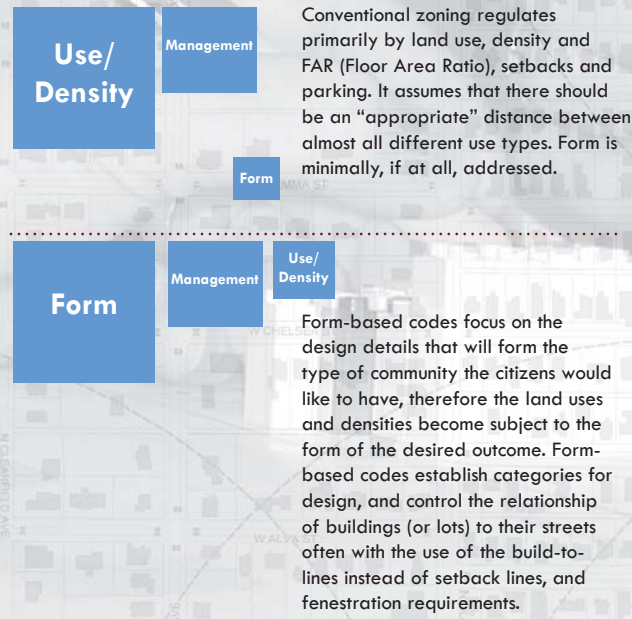 Use/
Density
Management
Form
Conventional zoning regulates
primarily by land use, density and
FAR (Floor Area Ratio), setbacks and
parking. It assumes that there should
be an “appropriate” distance between
almost all different use types. Form is
minimally, if at all, addressed.
Form
Management
Use/
Density
Form-based codes focus on the
design details that will form the
type of community the citizens would
like to have, therefore the land uses
and densities become subject to the
form of the desired outcome. Form-
based codes establish categories for
design, and control the relationship
of buildings (or lots) to their streets
often with the use of the build-to-
lines instead of setback lines, and
fenestration requirements.
W CHELSEA ST
W ALVA ST
N CLEARFIELD AVE